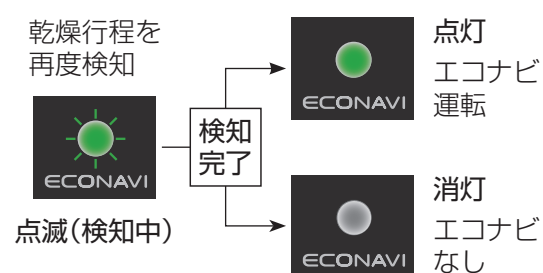 乾燥行程を
再度検知
ECONAVI
点滅(検知中)
検知
完了
ECONAVI
点灯
エコナビ
運転
ECONAVI
消灯
エコナビ
なし